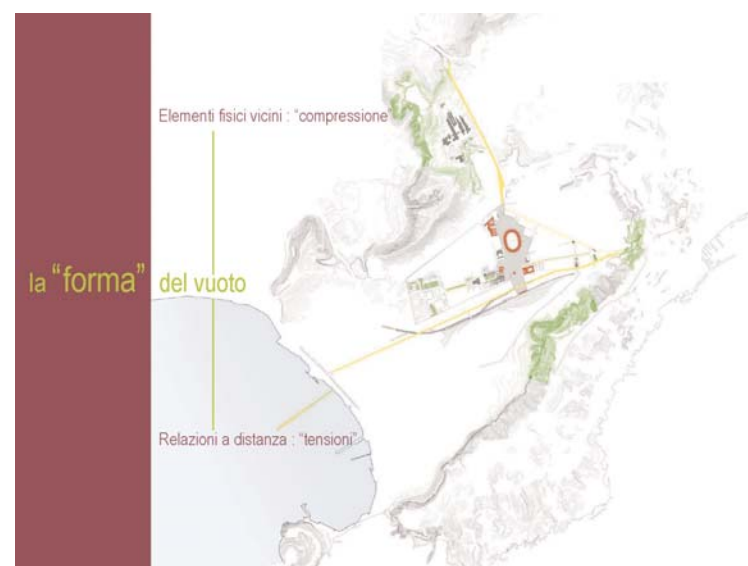 Elementi fisici vicini : "compressione"
la "forma" del vuoto
Relazioni a distanza : "tensioni"